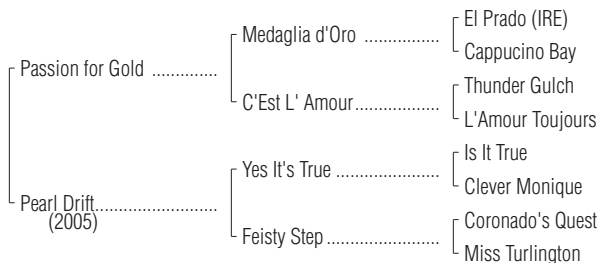 El Prado (IRE)
Medaglia d'Oro ................
Cappucino Bay
Passion for Gold ..............
Thunder Gulch
C'Est L' Amour..................
L'Amour Toujours
Is It True
Yes It's True ......................
Clever Monique
Pearl Drift..........................
(2005)
Coronado's Quest
Feisty Step ........................
Miss Turlington